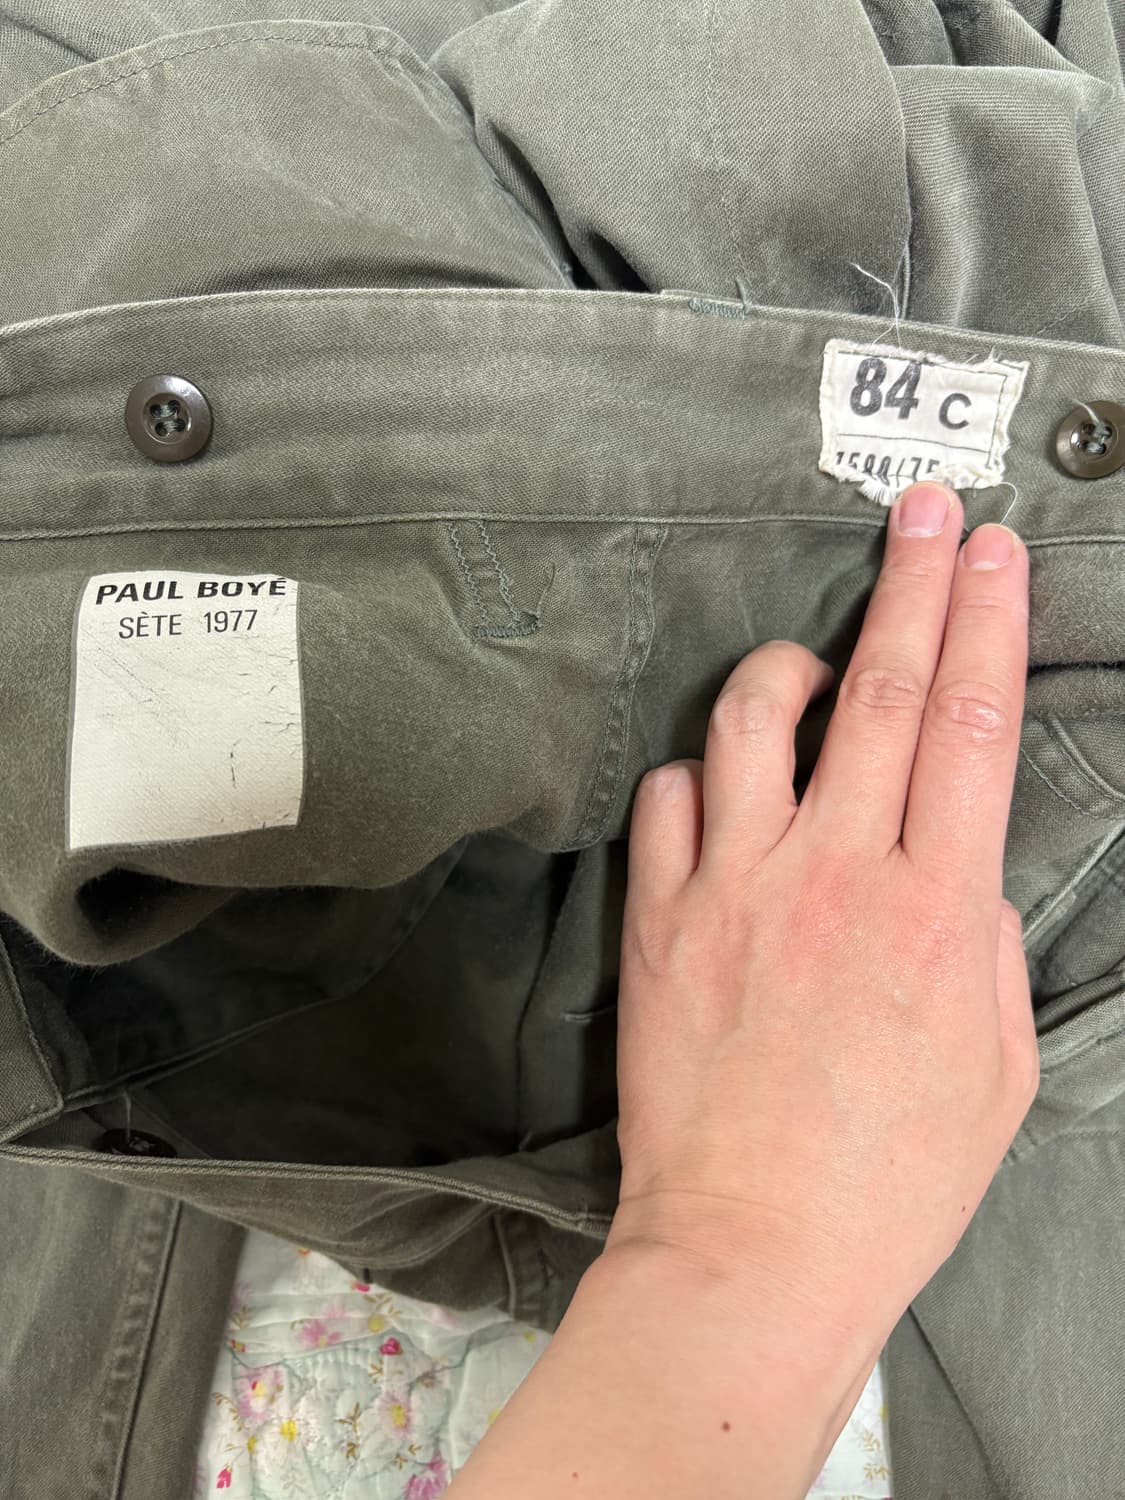 84 C
PAUL BOYÉ
SÈTE 1977